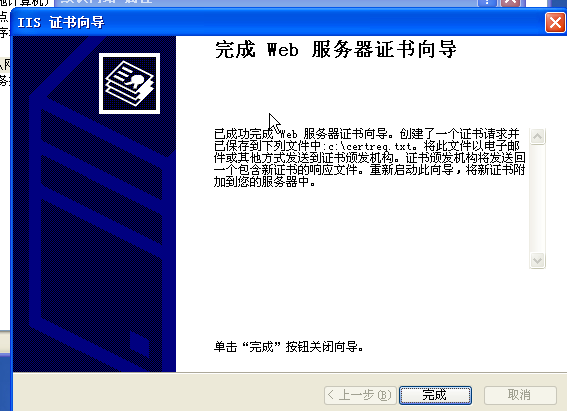 IIS 证书向导
完成 Web 服务器证书向导
已成功完成 Web 服务器证书向导。创建了一个证书请求并
已保存到下列文件中:c:\certreq.txt。将此文件以电子邮
件或其他方式发送到证书颁发机构。证书颁发机构将发送回
一个包含新证书的响应文件。重新启动此向导，将新证书附
加到您的服务器中。
单击“完成”按钮关闭向导。
< 上一步(B) 完成 取消